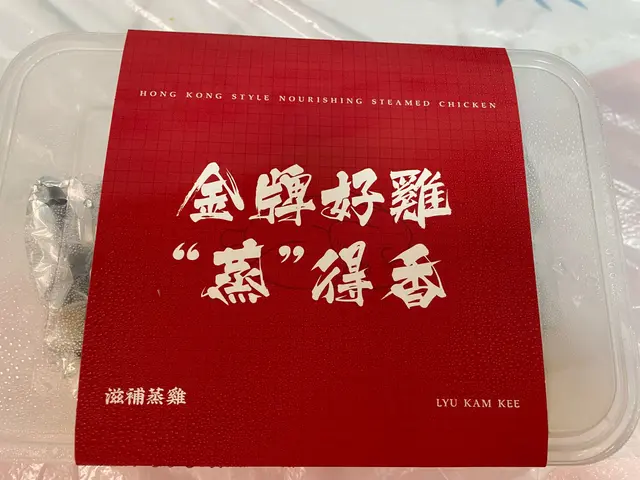 HONG KONG STYLE NOURISHING STEAMED CHICKEN
金牌好雞
“蒸”得香
滋補蒸雞
LYU KAM KEE